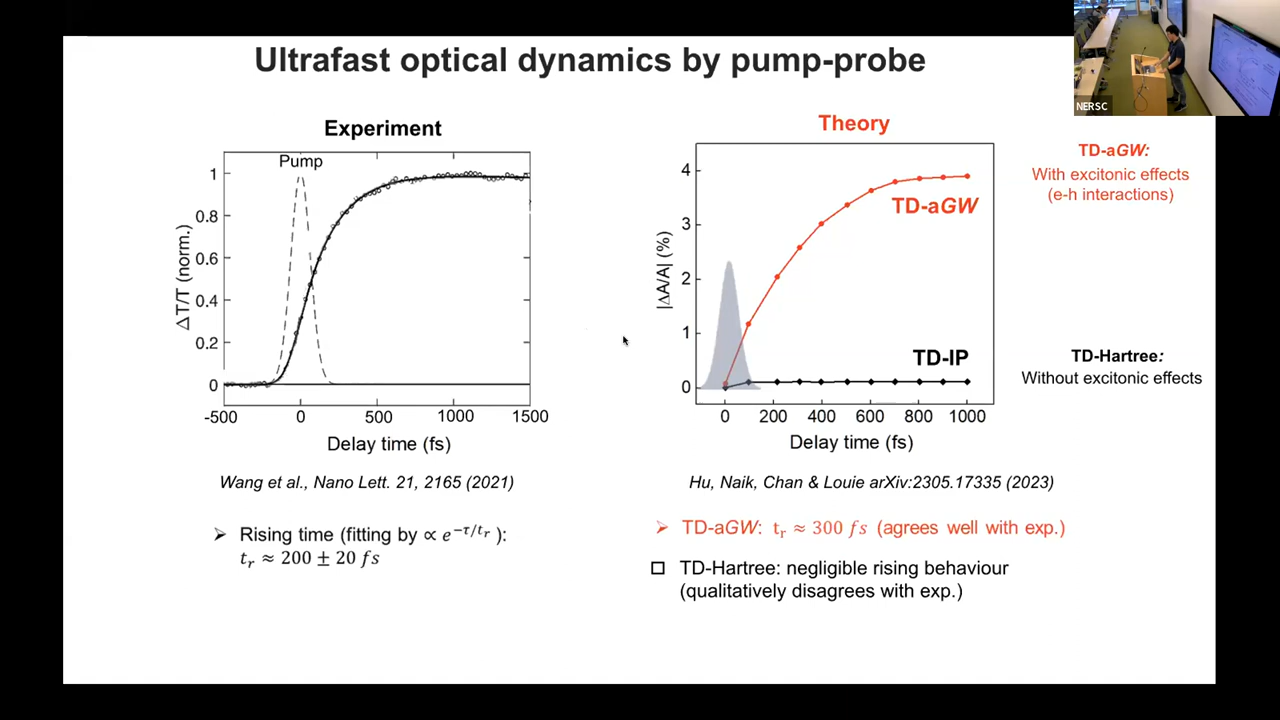 Ultrafast optical dynamics by pump-probe
NERSC
Experiment
Pump
1
0.8
0.6
0.4
0.2
0
ΔT/T (norm.)
-500 0 500 1000 1500
Delay time (fs)
Wang et al., Nano Lett. 21, 2165 (2021)
➢ Rising time (fitting by ∝ e^{−τ/t_r} ):
t_r ≈ 200 ± 20 fs
Theory
4
3
2
1
0
|ΔA/A| (%)
TD-aGW
TD-IP
0 200 400 600 800 1000
Delay time (fs)
TD-aGW:
With excitonic effects
(e-h interactions)
TD-Hartree:
Without excitonic effects
Hu, Naik, Chan & Louie arXiv:2305.17335 (2023)
➢ TD-aGW: t_r ≈ 300 fs (agrees well with exp.)
□ TD-Hartree: negligible rising behaviour
(qualitatively disagrees with exp.)